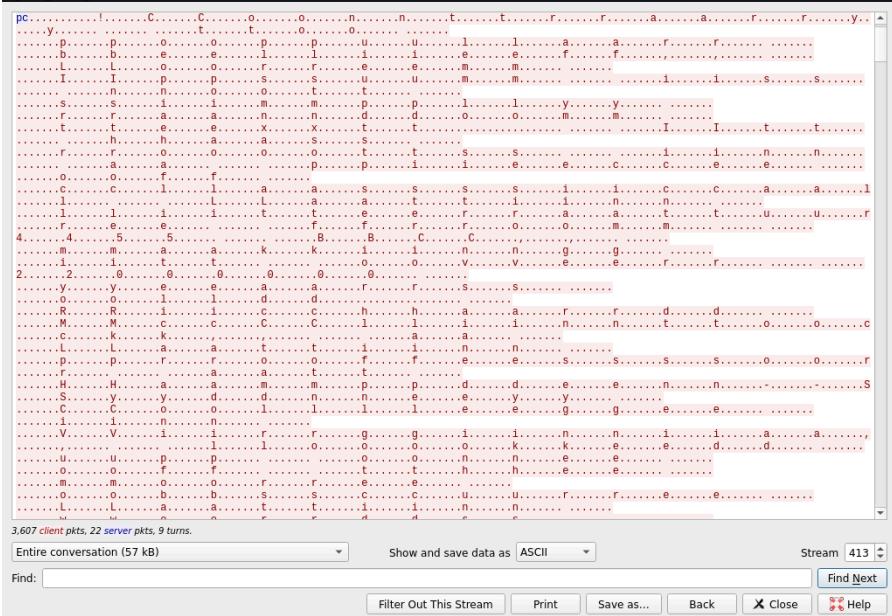 pc..........!......C......C......o......o......n......n......t......t......r......r......a......a......r......r......y..
.....y...... .......t......t......o......o...... .......
.......p......p......o......o......p......p......u......u......l......l......a......a......r......r...... .......
.......b......b......e......e......l......l......i......i......e......e......f......f......,......,...... .......
.......L......L......o......o......r......r......e......e......m......m...... .......
.......I......I......p......p......s......s......u......u......m......m...... .......i......i......s......s.......
....... .......n......n......o......o......t......t...... .......
.......s......s......i......i......m......m......p......p......l......l......y......y...... .......
.......r......r......a......a......n......n......d......d......o......o......m......m...... .......
.......t......t......e......e......x......x......t......t...... ....... .......I......I......t......t.......
....... .......h......h......a......a......s......s...... .......
.......r......r......o......o......o......o......t......t......s......s...... .......i......i......n......n.......
....... .......a......a...... .......p......p......i......i......e......e......c......c......e......e...... .......
.......o......o......f......f...... .......
.......c......c......l......l......a......a......s......s......s......s......i......i......c......c......a......a......l
......l...... .......L......L......a......a......t......t......i......i......n......n...... .......
.......l......l......i......i......t......t......e......e......r......r......a......a......t......t......u......u......r
......r......e......e...... .......f......f......r......r......o......o......m......m...... .......
4......4......5......5...... .......B......B......C......C......,......,...... .......
.......m......m......a......a......k......k......i......i......n......n......g......g...... .......
.......i......i......t......t...... .......o......o......v......v......e......e......r......r...... .......
2......2......0......0......0......0......0......0...... .......
.......y......y......e......e......a......a......r......r......s......s...... .......
.......o......o......l......l......d......d...... ....... .......
.......R......R......i......i......c......c......h......h......a......a......r......r......d......d...... .......
.......M......M......c......c......C......C......l......l......i......i......n......n......t......t......o......o......c
......c......k......k......,......,...... .......a......a...... .......
.......L......L......a......a......t......t......i......i......n......n...... .......
.......p......p......r......r......o......o......f......f......e......e......s......s......s......s......o......o......r
......r...... .......a......a......t......t...... .......
.......H......H......a......a......m......m......p......p......d......d......e......e......n......n......-......-......S
......S......y......y......d......d......n......n......e......e......y......y...... .......
.......C......C......o......o......l......l......l......l......e......e......g......g......e......e...... .......
.......i......i......n......n...... .......
.......V......V......i......i......r......r......g......g......i......i......n......n......i......i......a......a......,
......,...... .......l......l......o......o......o......o......k......k......e......e......d......d...... .......
.......u......u......p......p...... .......o......o......n......n......e......e...... .......
.......o......o......f......f...... .......t......t......h......h......e......e...... .......
.......m......m......o......o......r......r......e......e...... .......
.......o......o......b......b......s......s......c......c......u......u......r......r......e......e...... .......
.......L......L......a......a......t......t......i......i......n......n...... .......
.......w......w......o......o......r......r......d......d......s......s
3,607 client pkts, 22 server pkts, 9 turns.
Entire conversation (57 kB) Show and save data as ASCII Stream 413
Find: Find Next
Filter Out This Stream Print Save as... Back Close Help